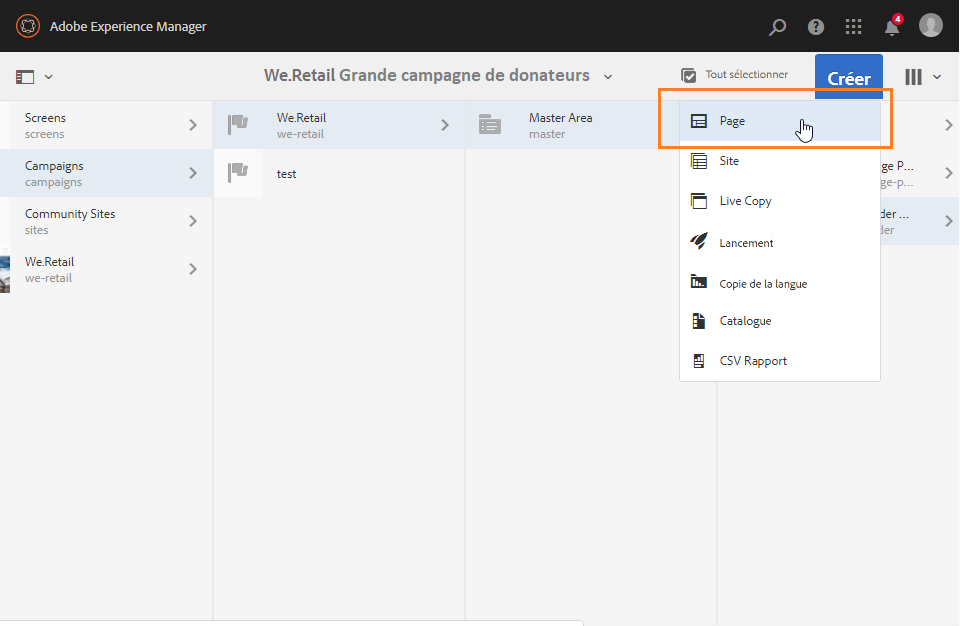 Adobe Experience Manager
4
We.Retail Grande campagne de donateurs
Tout sélectionner
Créer
Screens
screens
Campaigns
campaigns
Community Sites
sites
We.Retail
we-retail
We.Retail
we-retail
test
Master Area
master
Page
Site
Live Copy
Lancement
Copie de la langue
Catalogue
CSV Rapport
ge P...
ge-p...
der ...
der